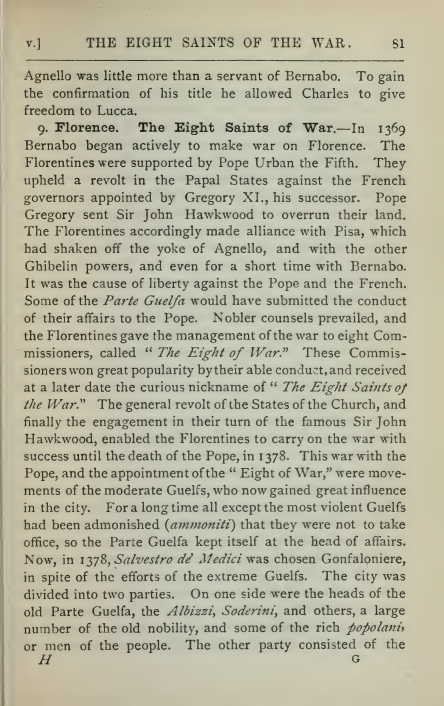 v.] THE EIGHT SAINTS OF THE WAR. 81
Agnello was little more than a servant of Bernabo. To gain
the confirmation of his title he allowed Charles to give
freedom to Lucca.
9. Florence. The Eight Saints of War.—In 1369
Bernabo began actively to make war on Florence. The
Florentines were supported by Pope Urban the Fifth. They
upheld a revolt in the Papal States against the French
governors appointed by Gregory XI., his successor. Pope
Gregory sent Sir John Hawkwood to overrun their land.
The Florentines accordingly made alliance with Pisa, which
had shaken off the yoke of Agnello, and with the other
Ghibelin powers, and even for a short time with Bernabo.
It was the cause of liberty against the Pope and the French.
Some of the Parte Guelfa would have submitted the conduct
of their affairs to the Pope. Nobler counsels prevailed, and
the Florentines gave the management of the war to eight Com-
missioners, called “ The Eight of War.” These Commis-
sioners won great popularity by their able conduct, and received
at a later date the curious nickname of “ The Eight Saints of
the War.” The general revolt of the States of the Church, and
finally the engagement in their turn of the famous Sir John
Hawkwood, enabled the Florentines to carry on the war with
success until the death of the Pope, in 1378. This war with the
Pope, and the appointment of the “ Eight of War,” were move-
ments of the moderate Guelfs, who now gained great influence
in the city. For a long time all except the most violent Guelfs
had been admonished (ammoniti) that they were not to take
office, so the Parte Guelfa kept itself at the head of affairs.
Now, in 1378, Salvestro de’ Medici was chosen Gonfaloniere,
in spite of the efforts of the extreme Guelfs. The city was
divided into two parties. On one side were the heads of the
old Parte Guelfa, the Albizzi, Soderini, and others, a large
number of the old nobility, and some of the rich popolani,
or men of the people. The other party consisted of the
H G